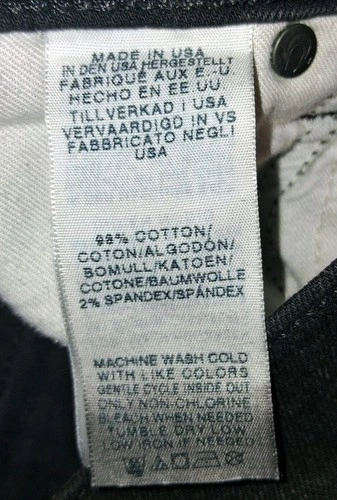 MADE IN USA
IN DEN USA HERGESTELLT
FABRIQUÉ AUX E.-U.
HECHO EN EE UU
TILLVERKAD I USA
VERVAARDIGD IN VS
FABBRICATO NEGLI
USA
98% COTTON/
COTON/ALGODÓN/
BOMULL/KATOEN/
COTONE/BAUMWOLLE
2% SPANDEX/SPANDEX
MACHINE WASH COLD
WITH LIKE COLORS
GENTLE CYCLE INSIDE OUT
ONLY NON-CHLORINE
BLEACH WHEN NEEDED
TUMBLE DRY LOW
LOW IRON IF NEEDED